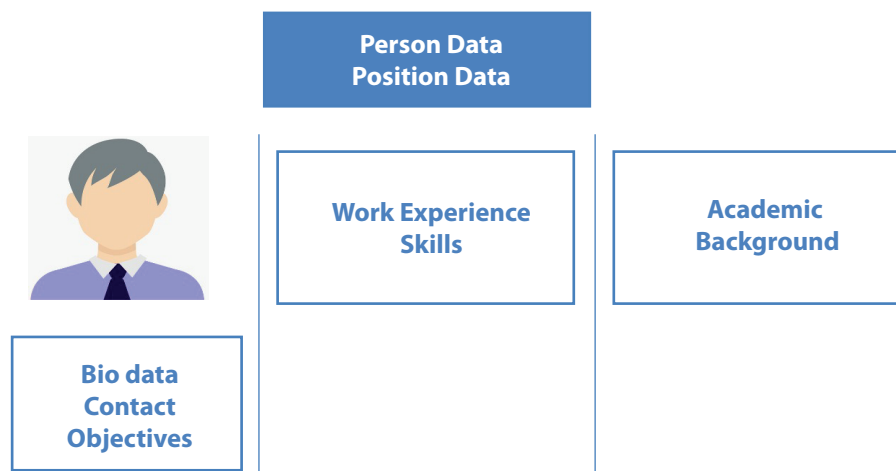 Person Data
Position Data
Work Experience
Skills
Academic
Background
Bio data
Contact
Objectives